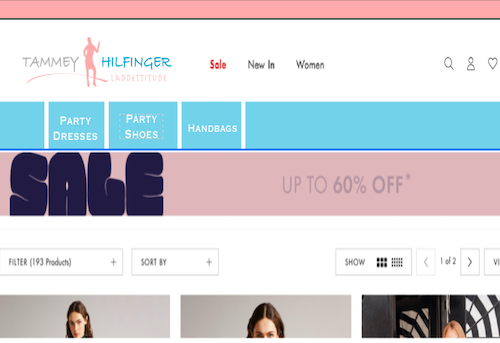 TAMMEY HILFINGER
LADDETTITUDE
Sale New In Women
PARTY DRESSES
PARTY SHOES
HANDBAGS
SALE UP TO 60% OFF*
FILTER (193 Products) + SORT BY + SHOW 1 of 2 VI